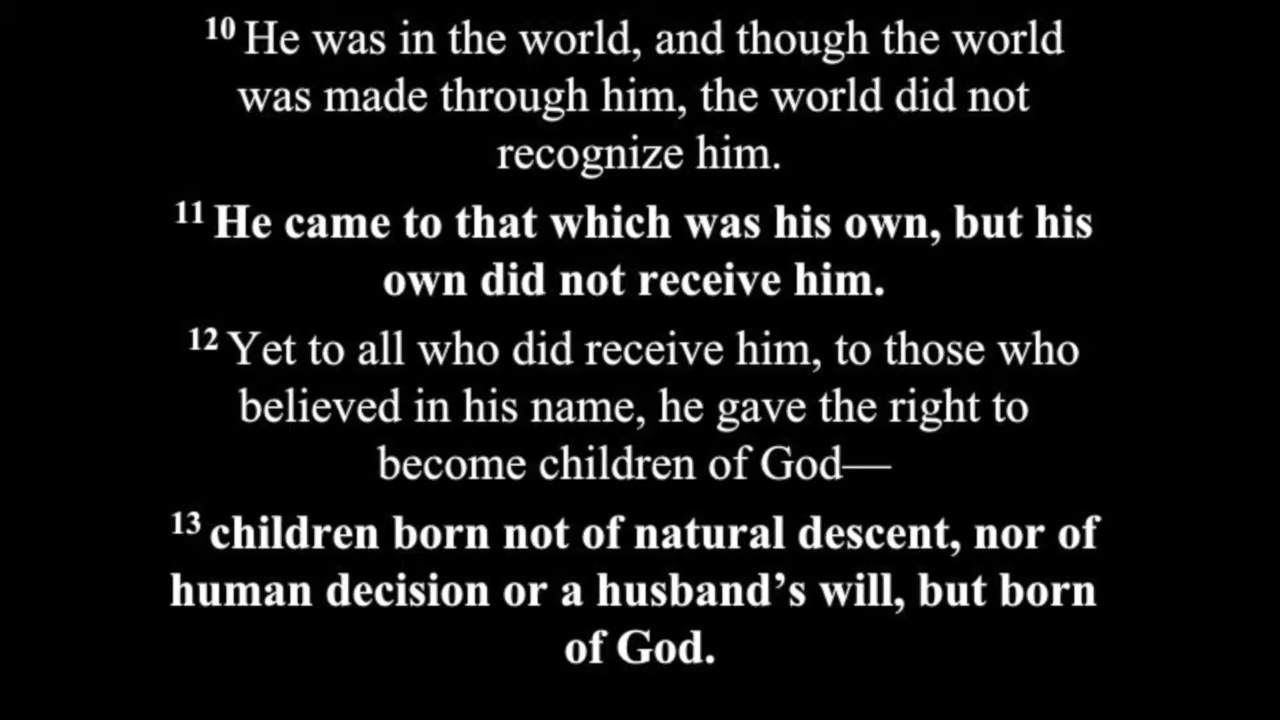 10 He was in the world, and though the world
was made through him, the world did not
recognize him.
11 He came to that which was his own, but his
own did not receive him.
12 Yet to all who did receive him, to those who
believed in his name, he gave the right to
become children of God—
13 children born not of natural descent, nor of
human decision or a husband’s will, but born
of God.